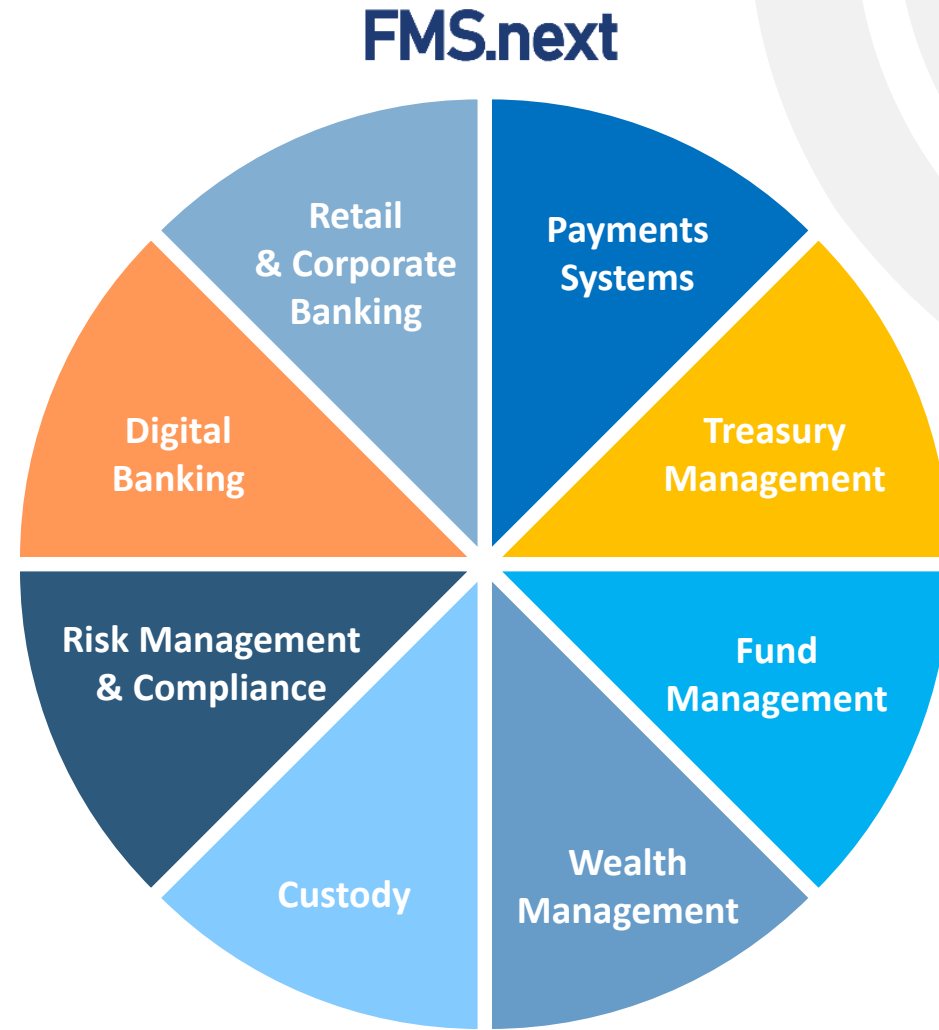 FMS.next
Retail
& Corporate
Banking
Payments
Systems
Digital
Banking
Treasury
Management
Risk Management
& Compliance
Fund
Management
Custody
Wealth
Management